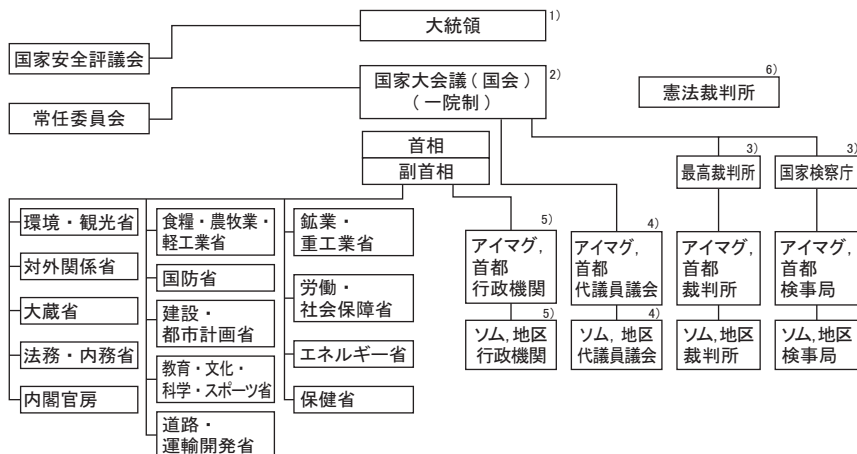 大統領
1)
国家安全評議会
国家大会議(国会)
(一院制)
2)
常任委員会
憲法裁判所
6)
首相
副首相
最高裁判所
3)
国家検察庁
3)
環境・観光省
対外関係省
大蔵省
法務・内務省
内閣官房
食糧・農牧業・
軽工業省
国防省
建設・
都市計画省
教育・文化・
科学・スポーツ省
道路・
運輸開発省
鉱業・
重工業省
労働・
社会保障省
エネルギー省
保健省
5)
アイマグ,
首都
行政機関
4)
アイマグ,
首都
代議員議会
アイマグ,
首都
裁判所
アイマグ,
首都
検事局
5)
ソム,地区
行政機関
4)
ソム, 地区
代議員議会
ソム,地区
裁判所
ソム,地区
検事局